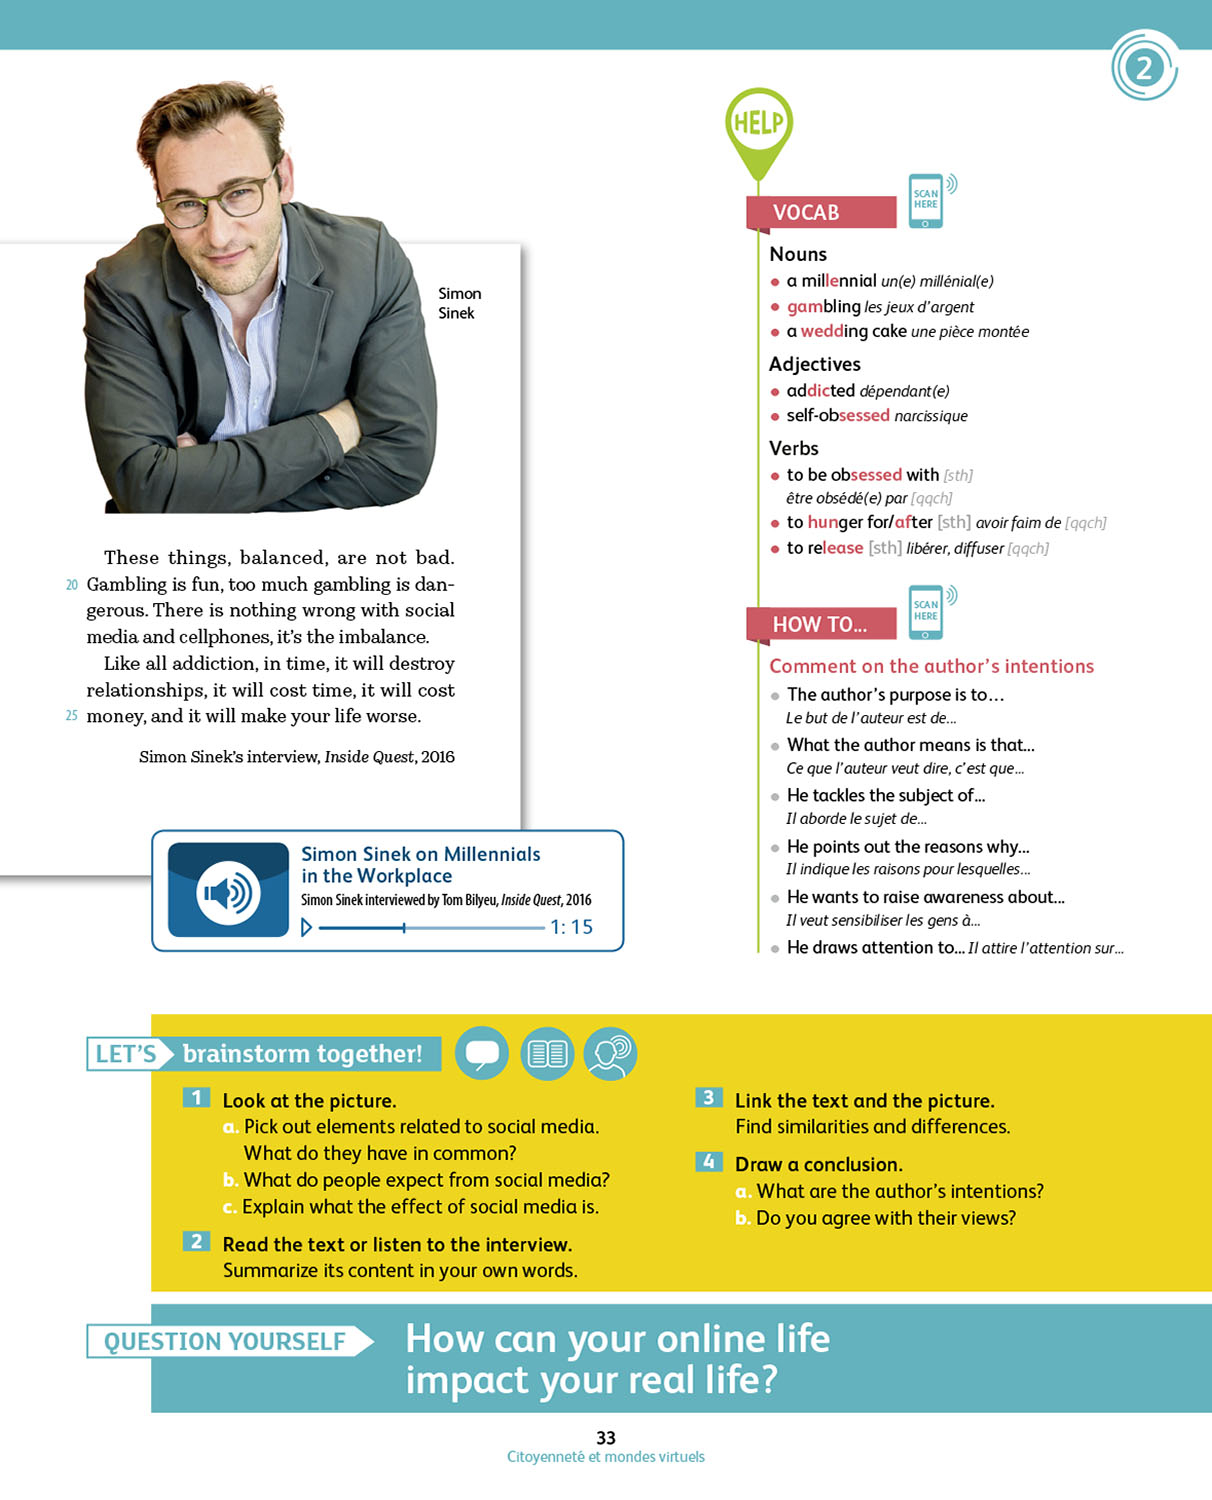 2
Simon
Sinek
These things, balanced, are not bad.
20 Gambling is fun, too much gambling is dan-
gerous. There is nothing wrong with social
media and cellphones, it's the imbalance.
Like all addiction, in time, it will destroy
relationships, it will cost time, it will cost
25 money, and it will make your life worse.
Simon Sinek's interview, Inside Quest, 2016
Simon Sinek on Millennials
in the Workplace
Simon Sinek interviewed by Tom Bilyeu, Inside Quest, 2016
1: 15
HELP
VOCAB
SCAN
HERE
Nouns
• a millennial un(e) millénial(e)
• gambling les jeux d'argent
• a wedding cake une pièce montée
Adjectives
• addicted dépendant(e)
• self-obsessed narcissique
Verbs
• to be obsessed with [sth]
être obsédé(e) par [qqch]
• to hunger for/after [sth] avoir faim de [qqch]
• to release [sth] libérer, diffuser [qqch]
HOW TO...
SCAN
HERE
Comment on the author's intentions
• The author's purpose is to...
Le but de l'auteur est de...
• What the author means is that...
Ce que l'auteur veut dire, c'est que...
• He tackles the subject of...
Il aborde le sujet de...
• He points out the reasons why...
Il indique les raisons pour lesquelles...
• He wants to raise awareness about...
Il veut sensibiliser les gens à...
• He draws attention to... Il attire l'attention sur...
LET'S brainstorm together!
1 Look at the picture.
a. Pick out elements related to social media.
What do they have in common?
b. What do people expect from social media?
c. Explain what the effect of social media is.
2 Read the text or listen to the interview.
Summarize its content in your own words.
3 Link the text and the picture.
Find similarities and differences.
4 Draw a conclusion.
a. What are the author's intentions?
b. Do you agree with their views?
QUESTION YOURSELF
How can your online life
impact your real life?
33
Citoyenneté et mondes virtuels